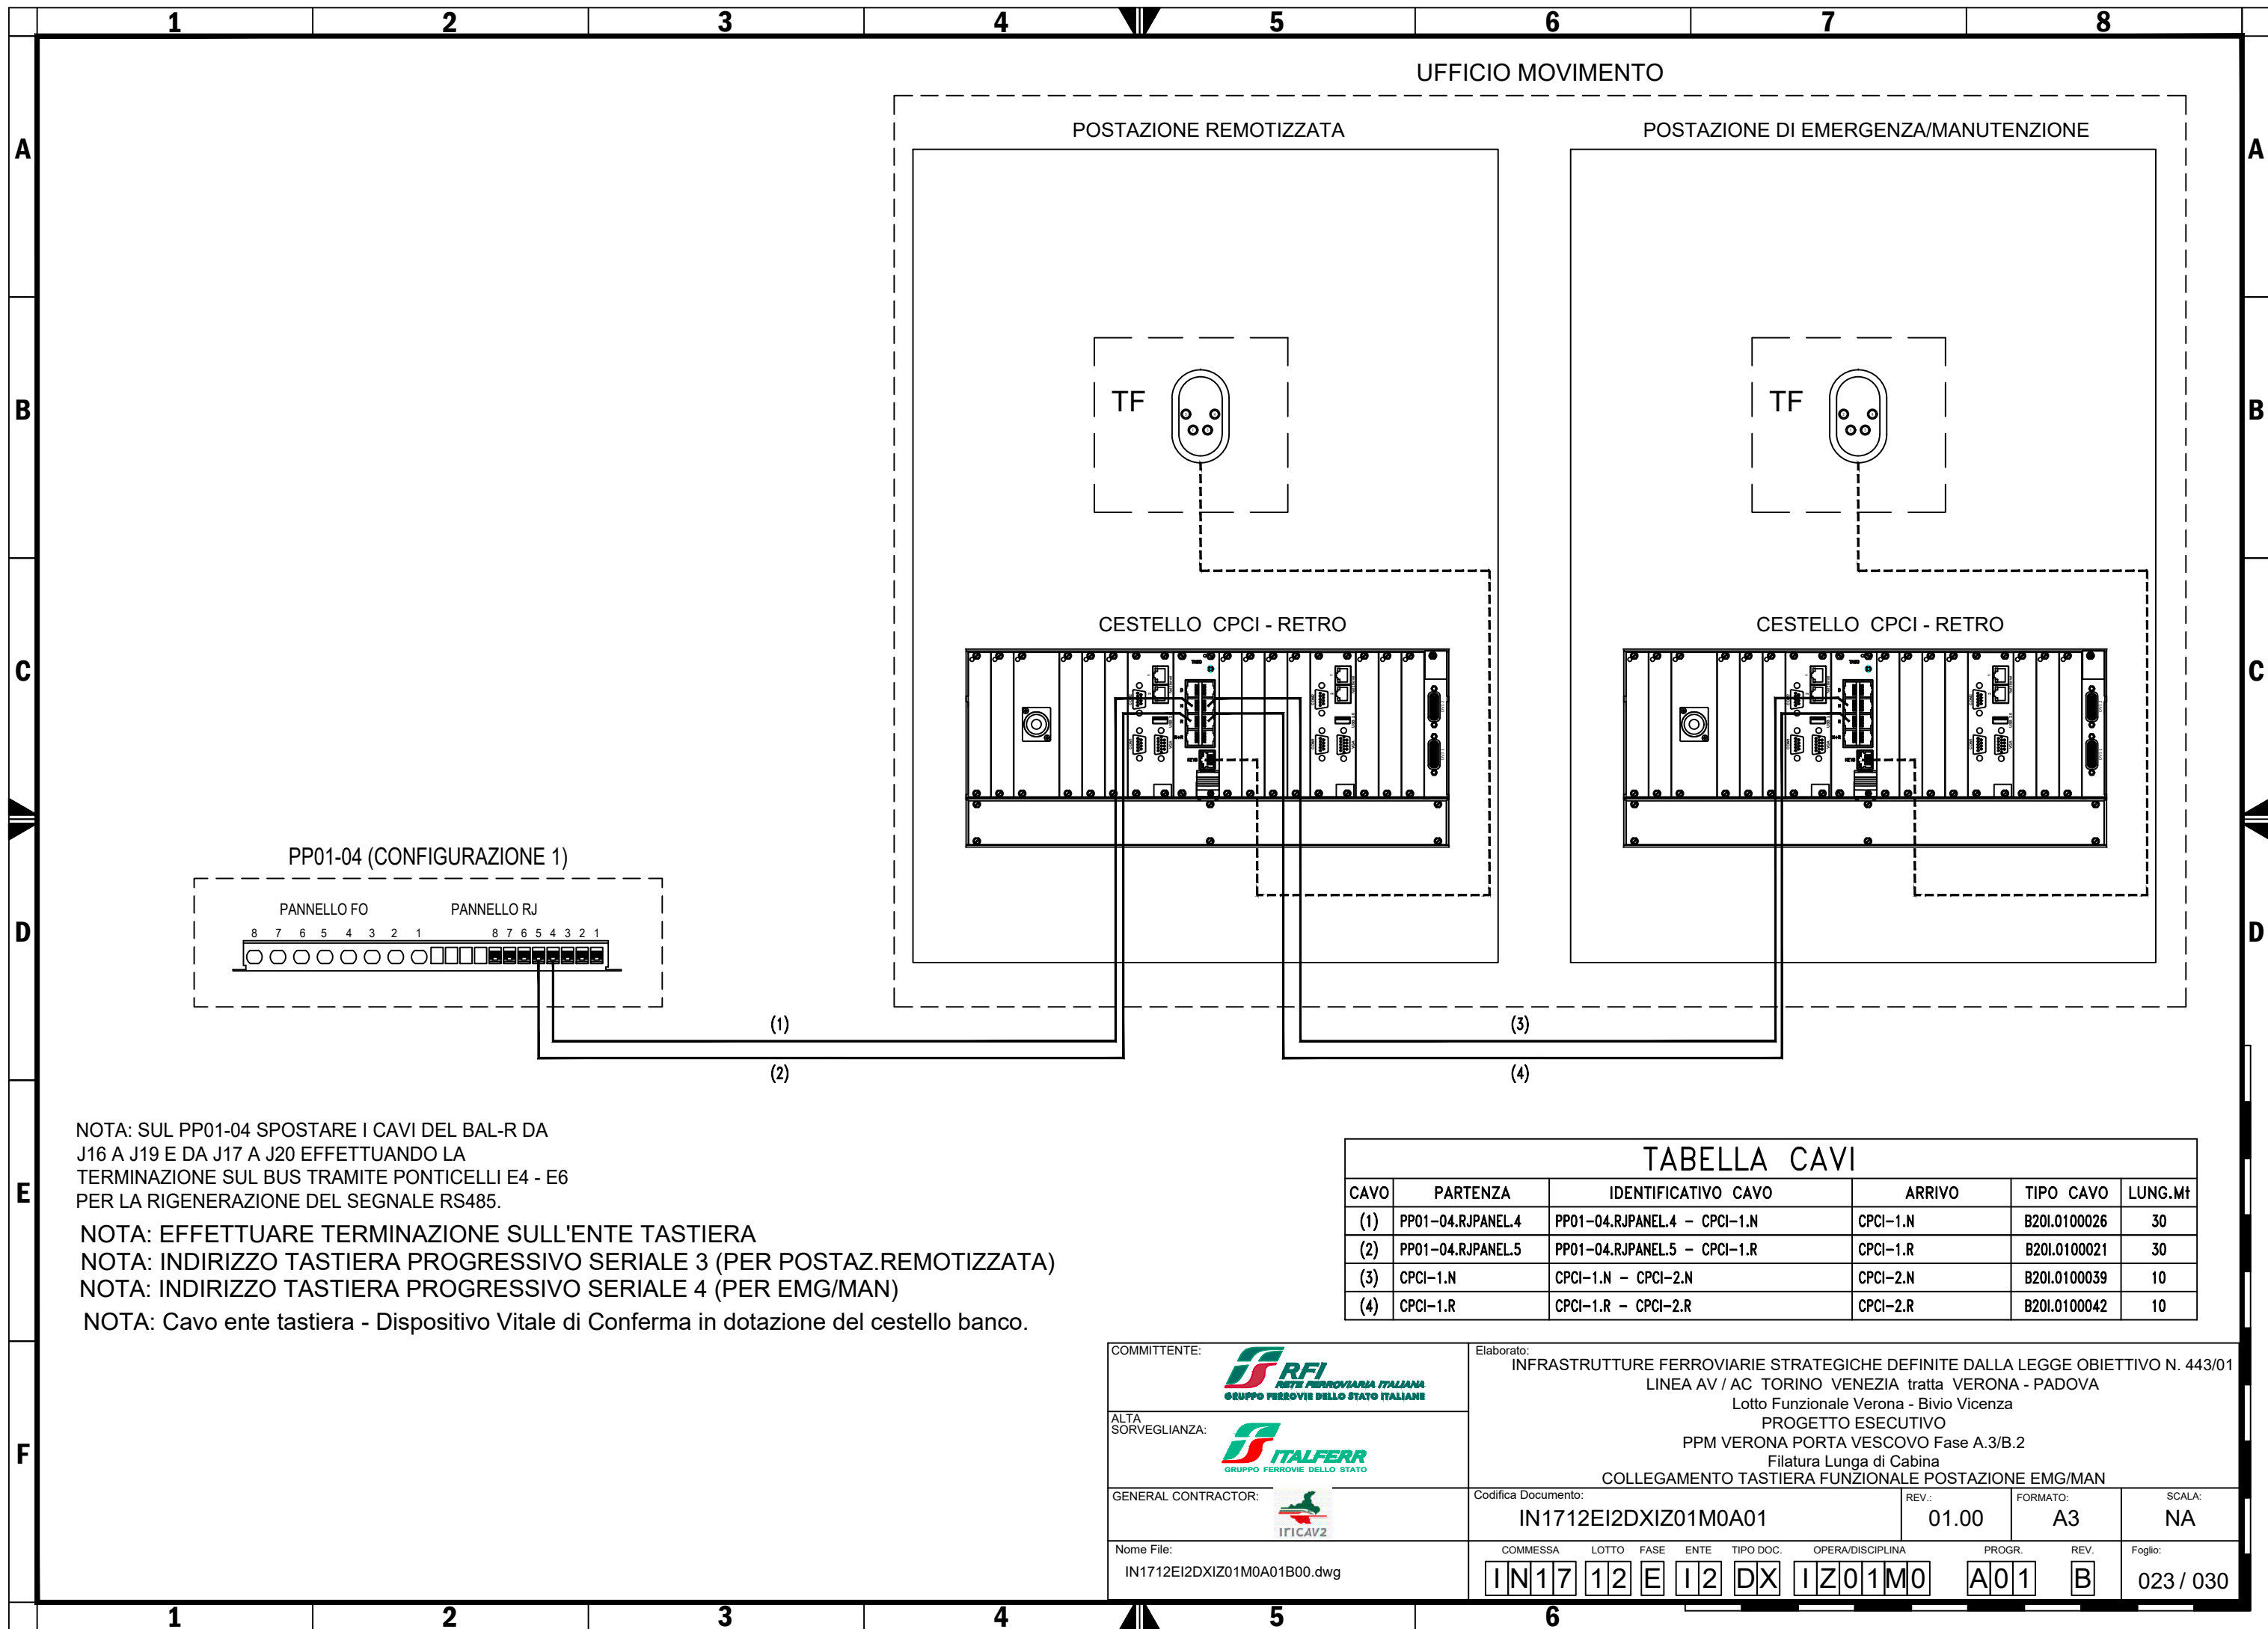 1 2 3 4 5 6 7 8
UFFICIO MOVIMENTO
POSTAZIONE REMOTIZZATA
POSTAZIONE DI EMERGENZA/MANUTENZIONE
A A
B B
C C
D D
E
F
TF
TF
CESTELLO CPCI - RETRO
CESTELLO CPCI - RETRO
PP01-04 (CONFIGURAZIONE 1)
PANNELLO FO PANNELLO RJ
8 7 6 5 4 3 2 1 8 7 6 5 4 3 2 1
(1)
(2)
(3)
(4)
NOTA: SUL PP01-04 SPOSTARE I CAVI DEL BAL-R DA
J16 A J19 E DA J17 A J20 EFFETTUANDO LA
TERMINAZIONE SUL BUS TRAMITE PONTICELLI E4 - E6
PER LA RIGENERAZIONE DEL SEGNALE RS485.
NOTA: EFFETTUARE TERMINAZIONE SULL'ENTE TASTIERA
NOTA: INDIRIZZO TASTIERA PROGRESSIVO SERIALE 3 (PER POSTAZ.REMOTIZZATA)
NOTA: INDIRIZZO TASTIERA PROGRESSIVO SERIALE 4 (PER EMG/MAN)
NOTA: Cavo ente tastiera - Dispositivo Vitale di Conferma in dotazione del cestello banco.
TABELLA CAVI
CAVO PARTENZA IDENTIFICATIVO CAVO ARRIVO TIPO CAVO LUNG.Mt
(1) PP01-04.RJPANEL.4 PP01-04.RJPANEL.4 - CPCI-1.N CPCI-1.N B20I.0100026 30
(2) PP01-04.RJPANEL.5 PP01-04.RJPANEL.5 - CPCI-1.R CPCI-1.R B20I.0100021 30
(3) CPCI-1.N CPCI-1.N - CPCI-2.N CPCI-2.N B20I.0100039 10
(4) CPCI-1.R CPCI-1.R - CPCI-2.R CPCI-2.R B20I.0100042 10
COMMITTENTE:
RFI
RETE FERROVIARIA ITALIANA
GRUPPO FERROVIE DELLO STATO ITALIANE
ALTA
SORVEGLIANZA:
ITALFERR
GRUPPO FERROVIE DELLO STATO
GENERAL CONTRACTOR:
IRICAV2
Nome File:
IN1712EI2DXIZ01M0A01B00.dwg
Elaborato:
INFRASTRUTTURE FERROVIARIE STRATEGICHE DEFINITE DALLA LEGGE OBIETTIVO N. 443/01
LINEA AV / AC TORINO VENEZIA tratta VERONA - PADOVA
Lotto Funzionale Verona - Bivio Vicenza
PROGETTO ESECUTIVO
PPM VERONA PORTA VESCOVO Fase A.3/B.2
Filatura Lunga di Cabina
COLLEGAMENTO TASTIERA FUNZIONALE POSTAZIONE EMG/MAN
Codifica Documento: REV.: FORMATO: SCALA:
IN1712EI2DXIZ01M0A01 01.00 A3 NA
COMMESSA LOTTO FASE ENTE TIPO DOC. OPERA/DISCIPLINA PROGR. REV. Foglio:
IN17 12 E I2 DX IZ01M0 A01 B 023 / 030
1 2 3 4 5 6